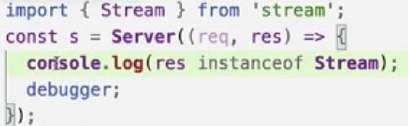 import { Stream } from 'stream';
const s = Server((req, res) => {
console.log(res instanceof Stream);
debugger;
});